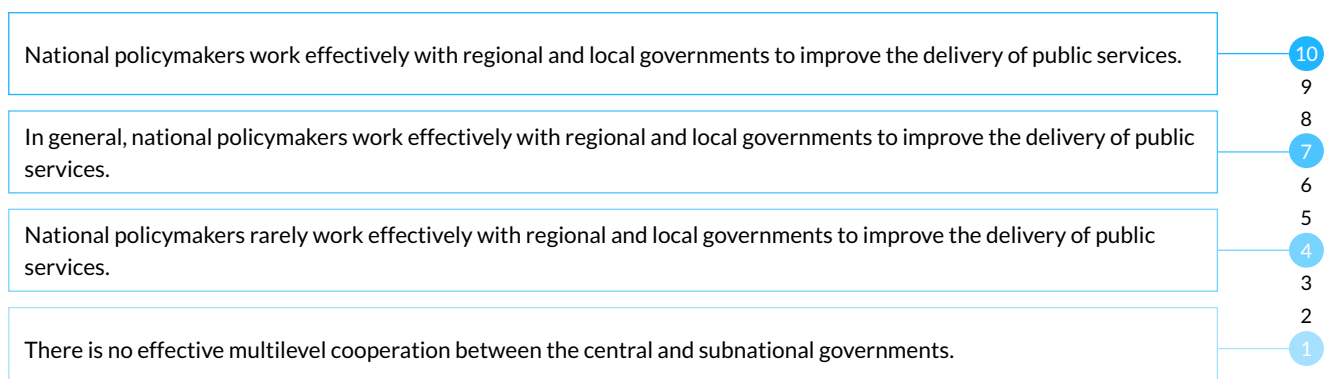 National policymakers work effectively with regional and local governments to improve the delivery of public services.
10
9
8
In general, national policymakers work effectively with regional and local governments to improve the delivery of public
services.
7
6
5
National policymakers rarely work effectively with regional and local governments to improve the delivery of public
services.
4
3
2
There is no effective multilevel cooperation between the central and subnational governments.
1